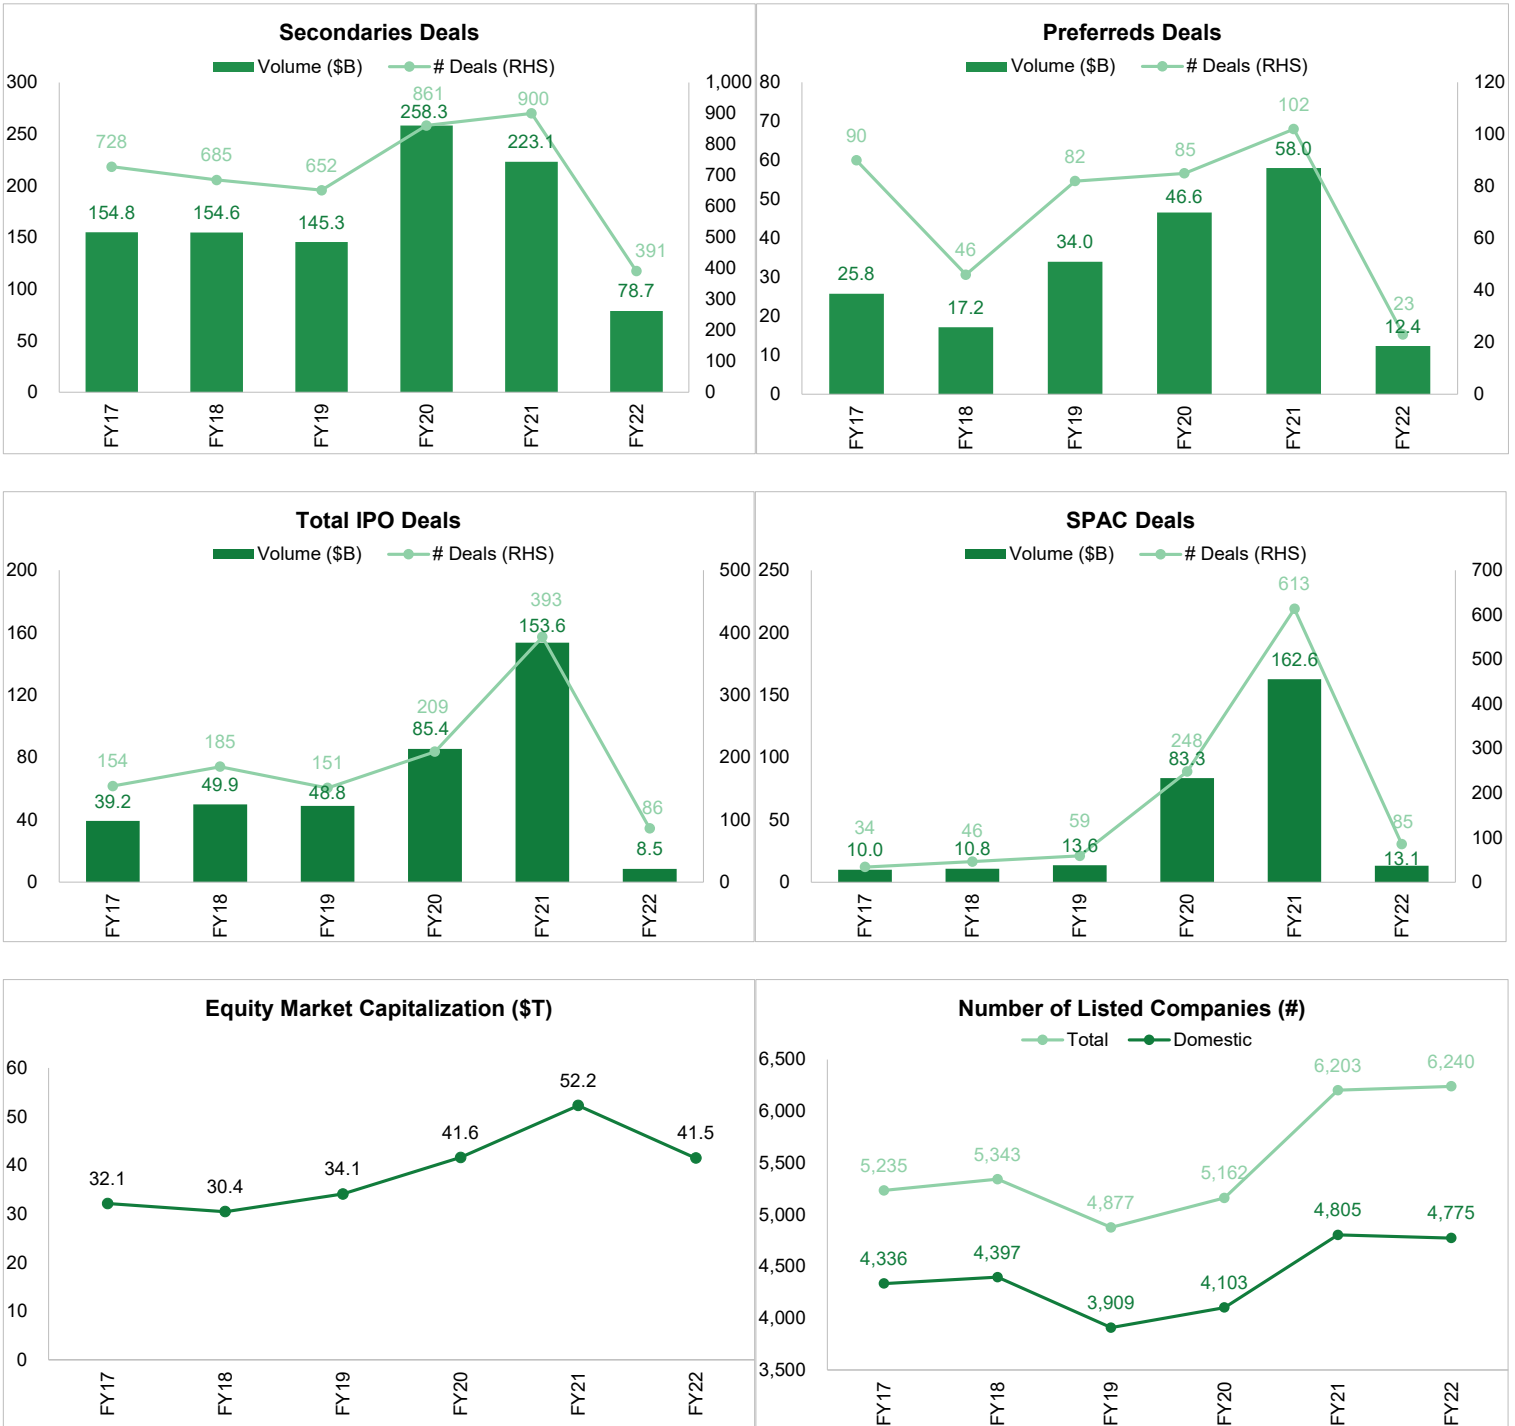 Secondaries Deals
Volume ($B) # Deals (RHS)
300
250
200
150
100
50
0
1,000
900
800
700
600
500
400
300
200
100
0
728
685
652
861
900
391
154.8
154.6
145.3
258.3
223.1
78.7
FY17
FY18
FY19
FY20
FY21
FY22
Preferreds Deals
Volume ($B) # Deals (RHS)
80
70
60
50
40
30
20
10
0
120
100
80
60
40
20
0
90
46
82
85
102
23
25.8
17.2
34.0
46.6
58.0
12.4
FY17
FY18
FY19
FY20
FY21
FY22
Total IPO Deals
Volume ($B) # Deals (RHS)
200
160
120
80
40
0
500
400
300
200
100
0
154
185
151
209
393
86
39.2
49.9
48.8
85.4
153.6
8.5
FY17
FY18
FY19
FY20
FY21
FY22
SPAC Deals
Volume ($B) # Deals (RHS)
250
200
150
100
50
0
700
600
500
400
300
200
100
0
34
46
59
248
613
85
10.0
10.8
13.6
83.3
162.6
13.1
FY17
FY18
FY19
FY20
FY21
FY22
Equity Market Capitalization ($T)
60
50
40
30
20
10
0
32.1
30.4
34.1
41.6
52.2
41.5
FY17
FY18
FY19
FY20
FY21
FY22
Number of Listed Companies (#)
Total Domestic
6,500
6,000
5,500
5,000
4,500
4,000
3,500
5,235
5,343
4,877
5,162
6,203
6,240
4,336
4,397
3,909
4,103
4,805
4,775
FY17
FY18
FY19
FY20
FY21
FY22